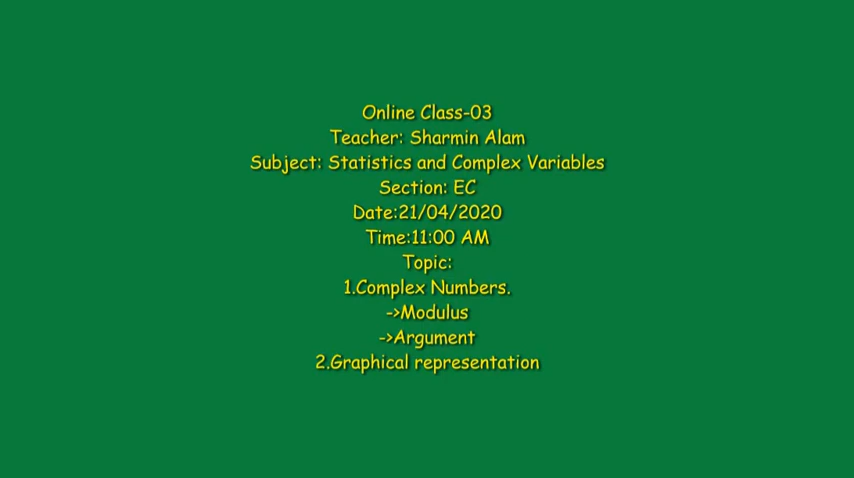 Online Class-03
Teacher: Sharmin Alam
Subject: Statistics and Complex Variables
Section: EC
Date:21/04/2020
Time:11:00 AM
Topic:
1.Complex Numbers.
->Modulus
->Argument
2.Graphical representation